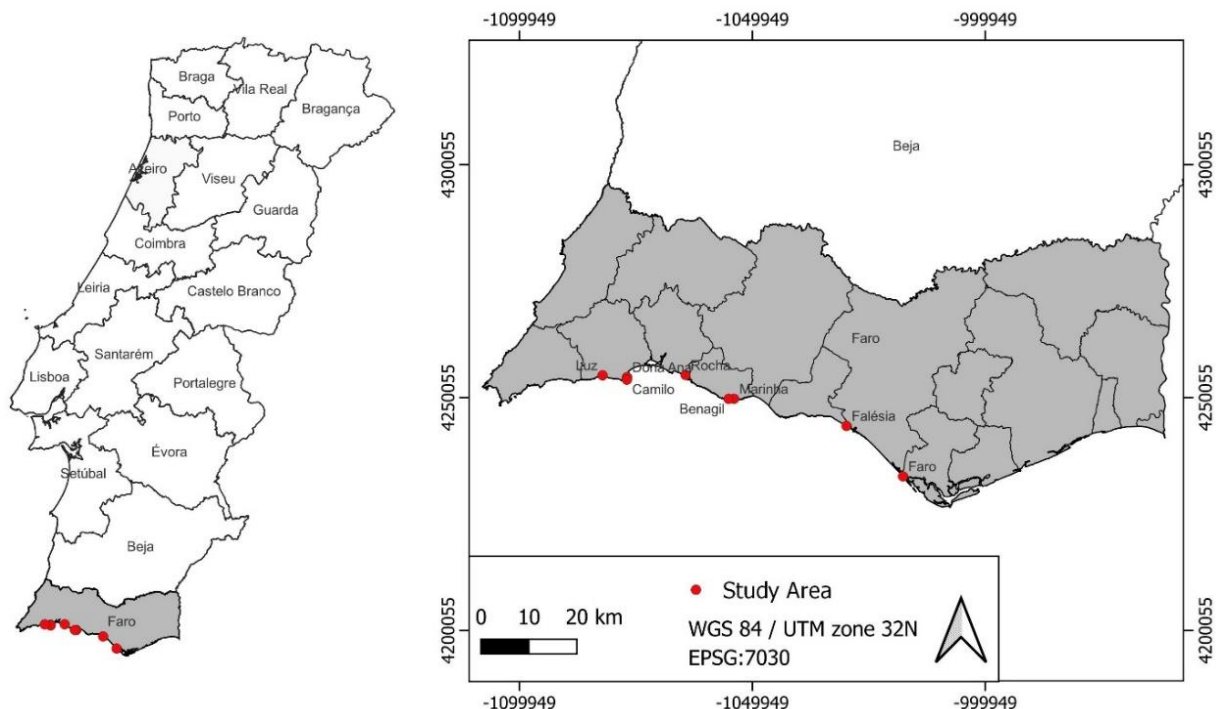 Braga
Vila Real
Bragança
Porto
Aveiro
Viseu
Guarda
Coimbra
Leiria
Castelo Branco
Santarém
Lisboa
Portalegre
Évora
Setúbal
Beja
Faro
-1099949
-1049949
-999949
4300055
4300055
Beja
Faro
Luz
Dona Ana
Rocha
Camilo
4250055
4250055
Benagil
Marinha
Falésia
Faro
Study Area
0 10 20 km
WGS 84 / UTM zone 32N
EPSG:7030
4200055
4200055
-1099949
-1049949
-999949